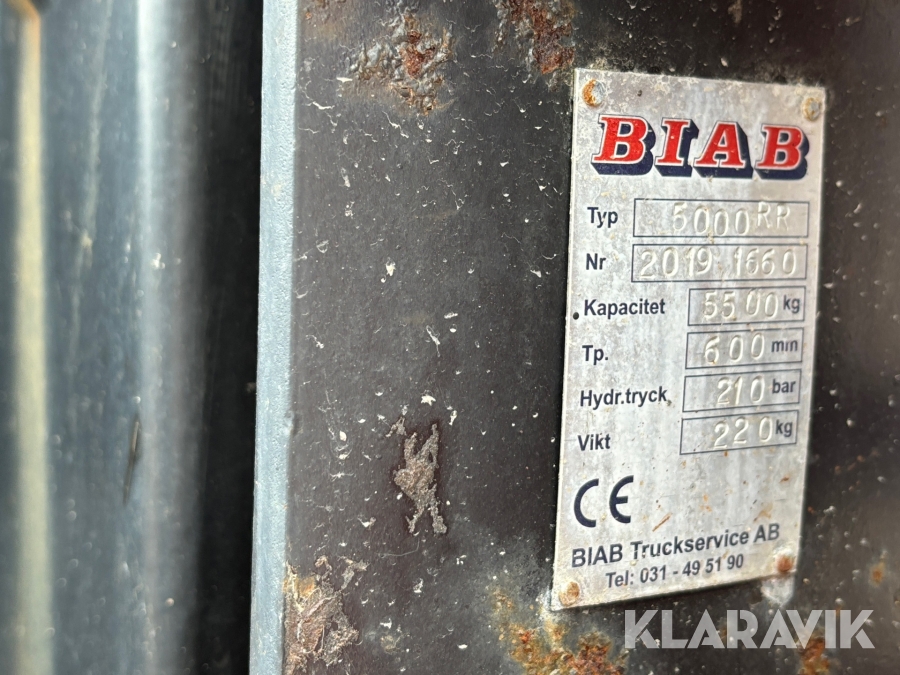 BIAB
Typ 5000RR
Nr 2019 1660
Kapacitet 5500 kg
Tp. 600 min
Hydr.tryck 210 bar
Vikt 220 kg
CE
BIAB Truckservice AB
Tel: 031 - 49 51 90
KLARAVIK